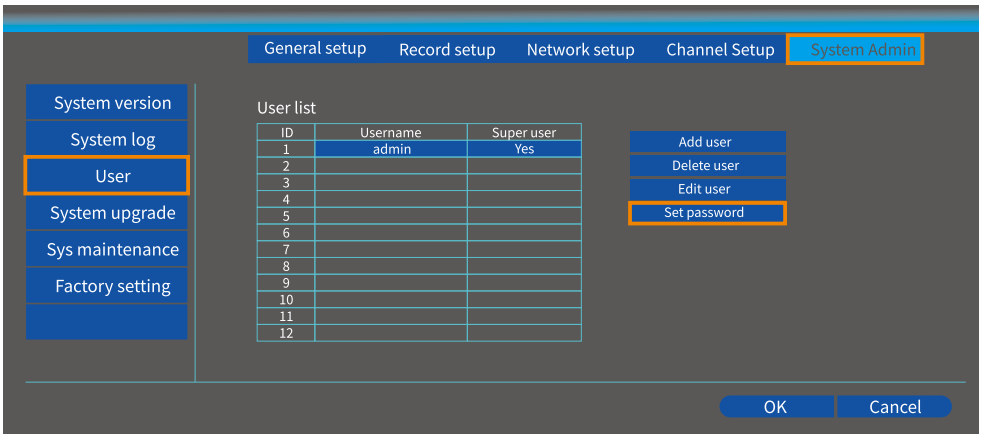 General setup Record setup Network setup Channel Setup System Admin
System version
System log
User
System upgrade
Sys maintenance
Factory setting
User list
ID Username Super user
1 admin Yes
2
3
4
5
6
7
8
9
10
11
12
Add user
Delete user
Edit user
Set password
OK Cancel